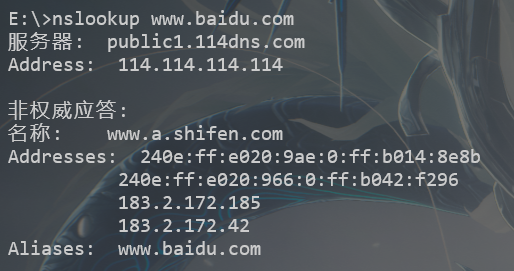 E:\>nslookup www.baidu.com
服务器:  public1.114dns.com
Address:  114.114.114.114
非权威应答:
名称:    www.a.shifen.com
Addresses:  240e:ff:e020:9ae:0:ff:b014:8e8b
240e:ff:e020:966:0:ff:b042:f296
183.2.172.185
183.2.172.42
Aliases:  www.baidu.com